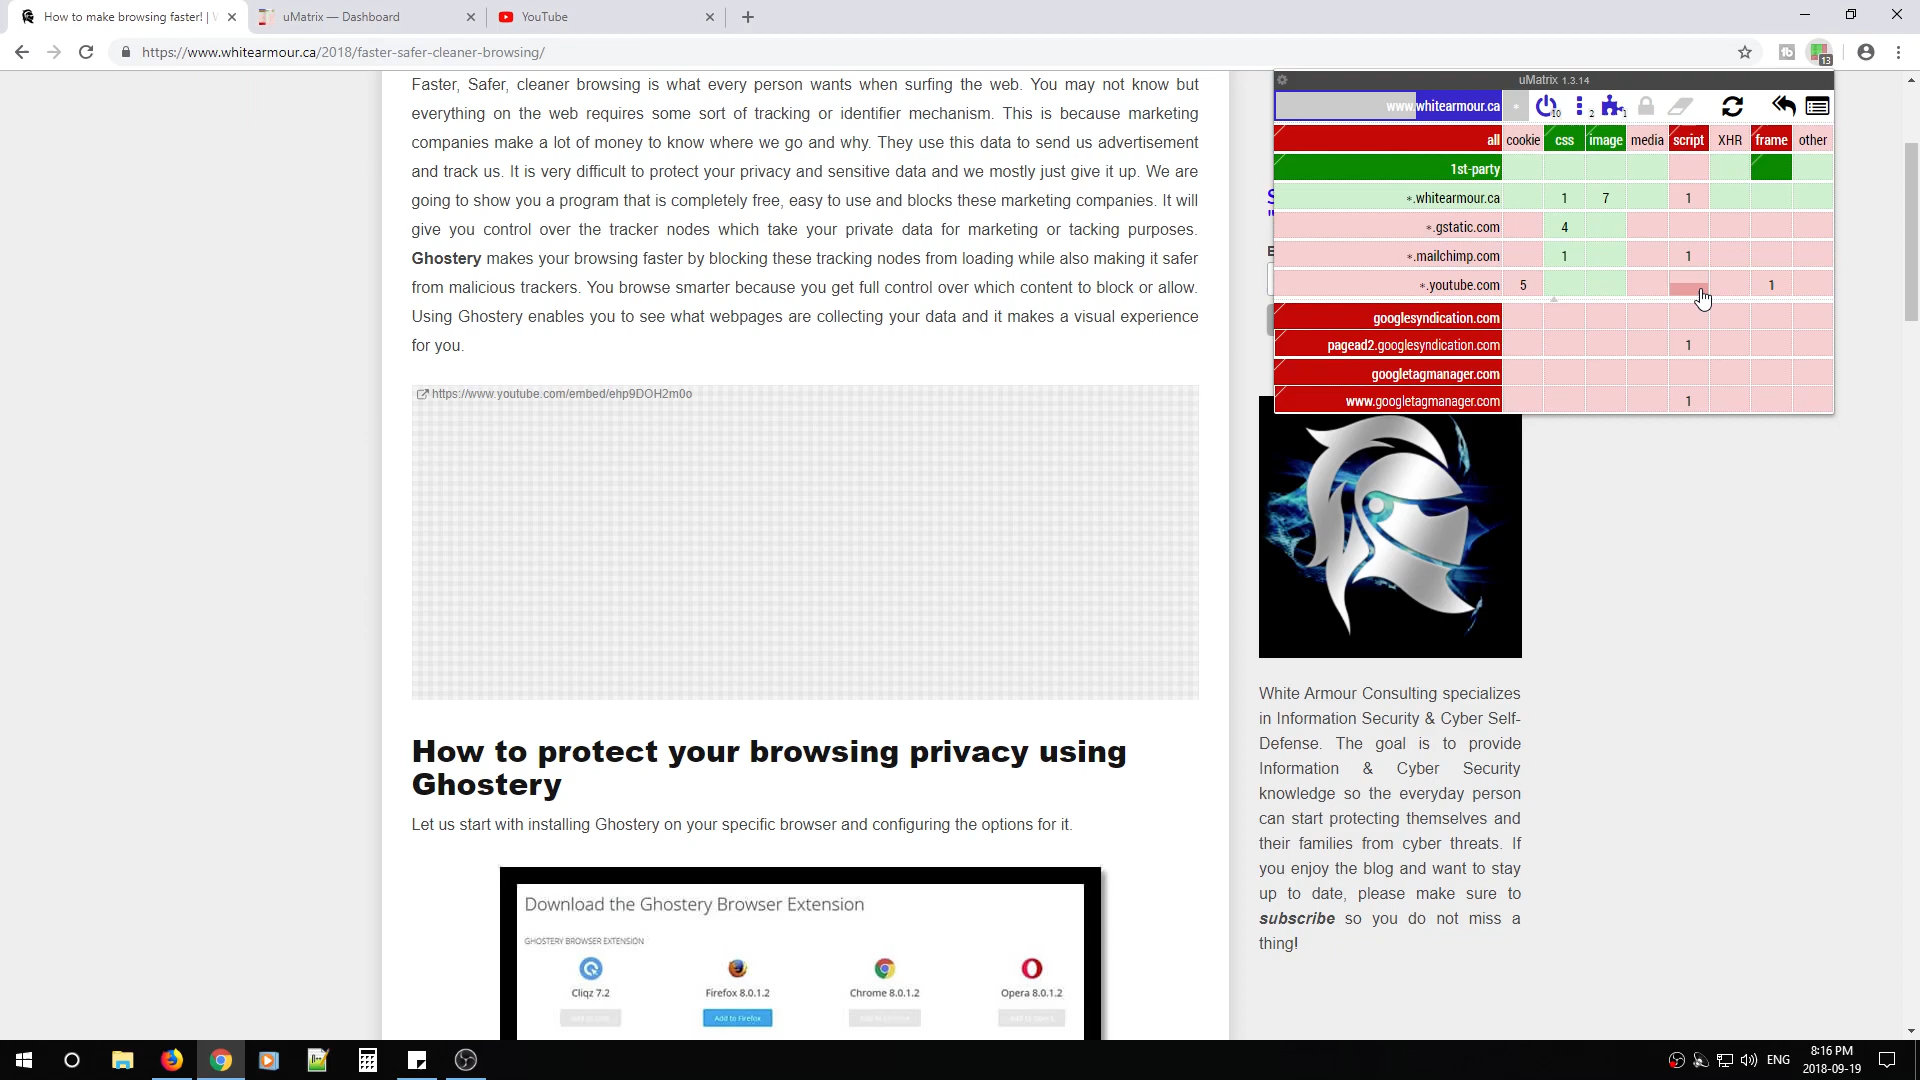 How to make browsing faster! | W
uMatrix — Dashboard
YouTube
https://www.whitearmour.ca/2018/faster-safer-cleaner-browsing/
13
Faster, Safer, cleaner browsing is what every person wants when surfing the web. You may not know but
everything on the web requires some sort of tracking or identifier mechanism. This is because marketing
companies make a lot of money to know where we go and why. They use this data to send us advertisement
and track us. It is very difficult to protect your privacy and sensitive data and we mostly just give it up. We are
going to show you a program that is completely free, easy to use and blocks these marketing companies. It will
give you control over the tracker nodes which take your private data for marketing or tacking purposes.
Ghostery makes your browsing faster by blocking these tracking nodes from loading while also making it safer
from malicious trackers. You browse smarter because you get full control over which content to block or allow.
Using Ghostery enables you to see what webpages are collecting your data and it makes a visual experience
for you.
https://www.youtube.com/embed/ehp9DOH2m0o
How to protect your browsing privacy using
Ghostery
Let us start with installing Ghostery on your specific browser and configuring the options for it.
Download the Ghostery Browser Extension
GHOSTERY BROWSER EXTENSION
Cliqz 7.2 Firefox 8.0.1.2 Chrome 8.0.1.2 Opera 8.0.1.2
Add to Firefox
uMatrix 1.3.14
www.whitearmour.ca * 10 2 1
all cookie css image media script XHR frame other
1st-party
*.whitearmour.ca 1 7 1
*.gstatic.com 4
*.mailchimp.com 1 1
*.youtube.com 5 1
googlesyndication.com
pagead2.googlesyndication.com 1
googletagmanager.com
www.googletagmanager.com 1
White Armour Consulting specializes
in Information Security & Cyber Self-
Defense. The goal is to provide
Information & Cyber Security
knowledge so the everyday person
can start protecting themselves and
their families from cyber threats. If
you enjoy the blog and want to stay
up to date, please make sure to
subscribe so you do not miss a
thing!
ENG
8:16 PM
2018-09-19